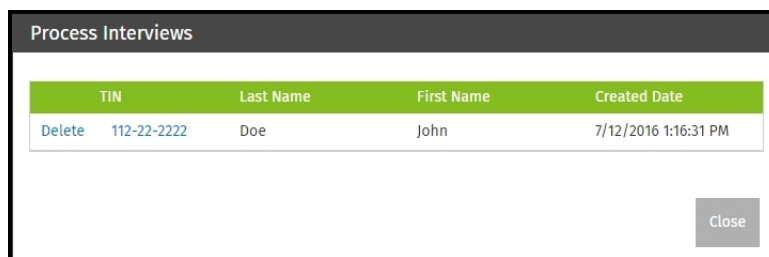 Process Interviews
TIN Last Name First Name Created Date
Delete 112-22-2222 Doe John 7/12/2016 1:16:31 PM
Close